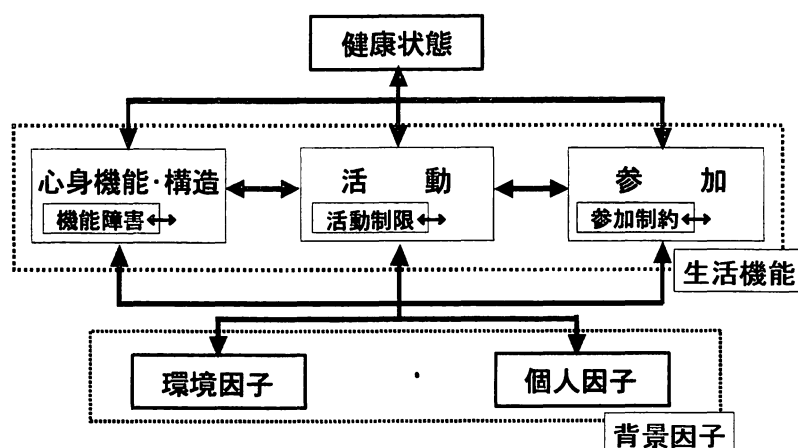 健康状態
心身機能・構造
活動
参加
機能障害
活動制限
参加制約
生活機能
環境因子
個人因子
背景因子